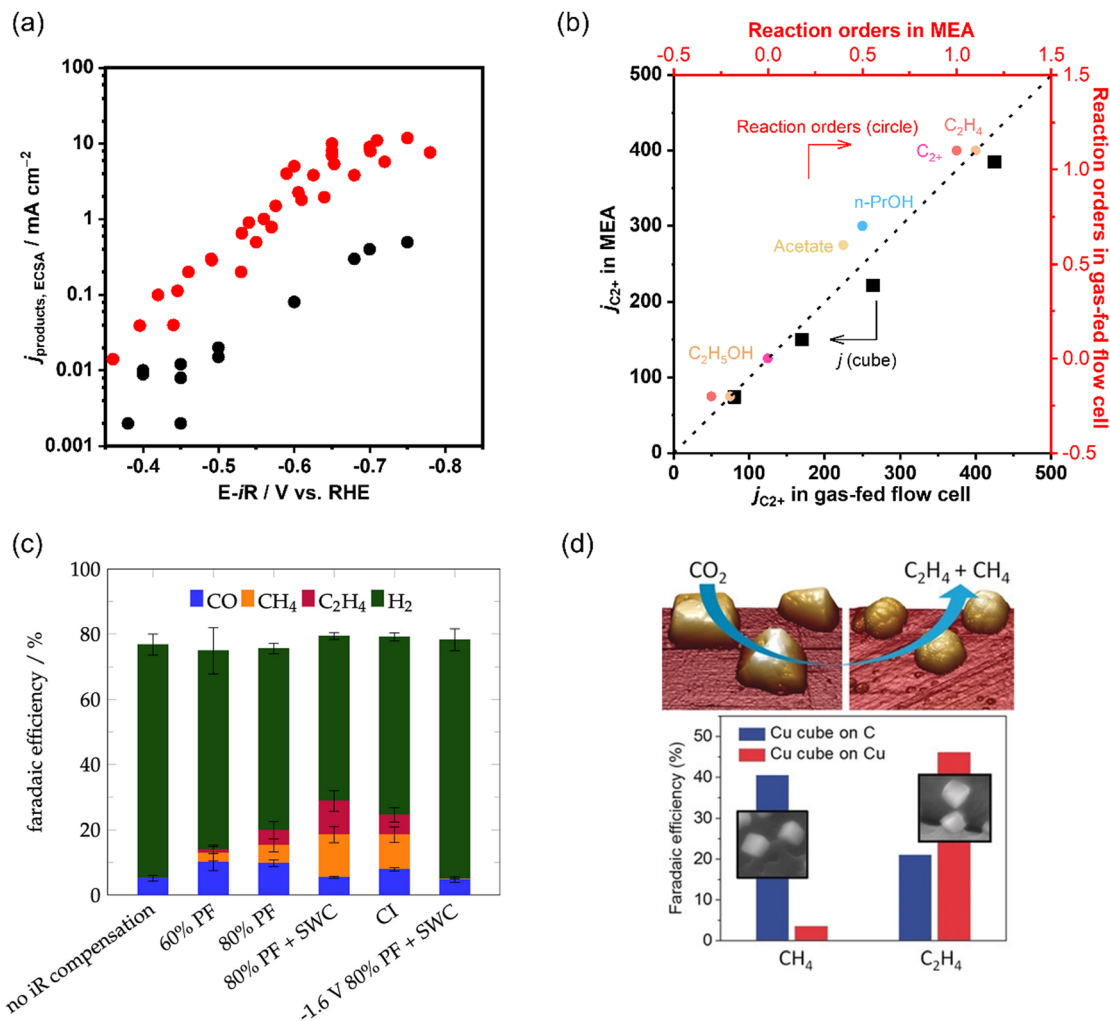 (a)
100
10
1
0.1
0.01
0.001
j products, ECSA / mA cm⁻²
-0.4 -0.5 -0.6 -0.7 -0.8
E-iR / V vs. RHE
(b)
Reaction orders in MEA
-0.5 0.0 0.5 1.0 1.5
500
400
300
200
100
0
jC2+ in MEA
Reaction orders (circle)
C₂H₄
C₂₊
n-PrOH
Acetate
C₂H₅OH
j (cube)
1.5
1.0
0.5
0.0
-0.5
Reaction orders in gas-fed flow cell
0 100 200 300 400 500
jC2+ in gas-fed flow cell
(c)
100
80
60
40
20
0
faradaic efficiency / %
CO CH₄ C₂H₄ H₂
no iR compensation
60% PF
80% PF
80% PF + SWC
CI
-1.6 V 80% PF + SWC
(d)
CO₂
C₂H₄ + CH₄
50
40
30
20
10
0
Faradaic efficiency (%)
Cu cube on C
Cu cube on Cu
CH₄ C₂H₄